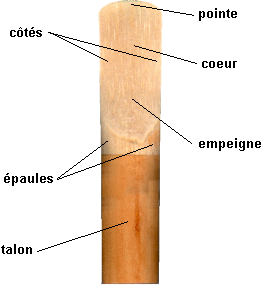 pointe
côtés
coeur
empeigne
épaules
talon